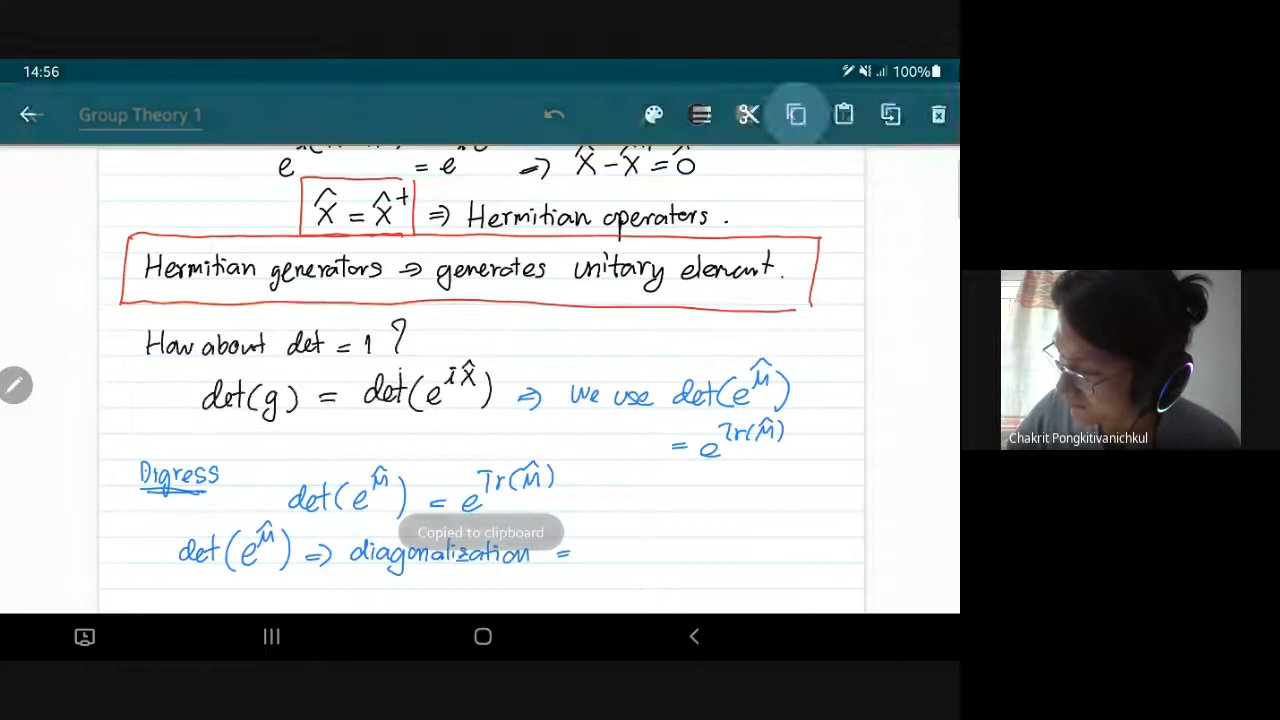 14:56
100%
Group Theory 1
e = e ⇒ X̂ - X̂ = 0̂
X̂ = X̂† ⇒ Hermitian operators.
Hermitian generators ⇒ generates unitary element.
How about det = 1 ?
det(g) = det(e^{iX̂}) ⇒ We use det(e^{M̂})
= e^{Tr(M̂)}
Digress
det(e^{M̂}) = e^{Tr(M̂)}
Copied to clipboard
det(e^{M̂}) ⇒ diagonalization =
Chakrit Pongkitivanichkul